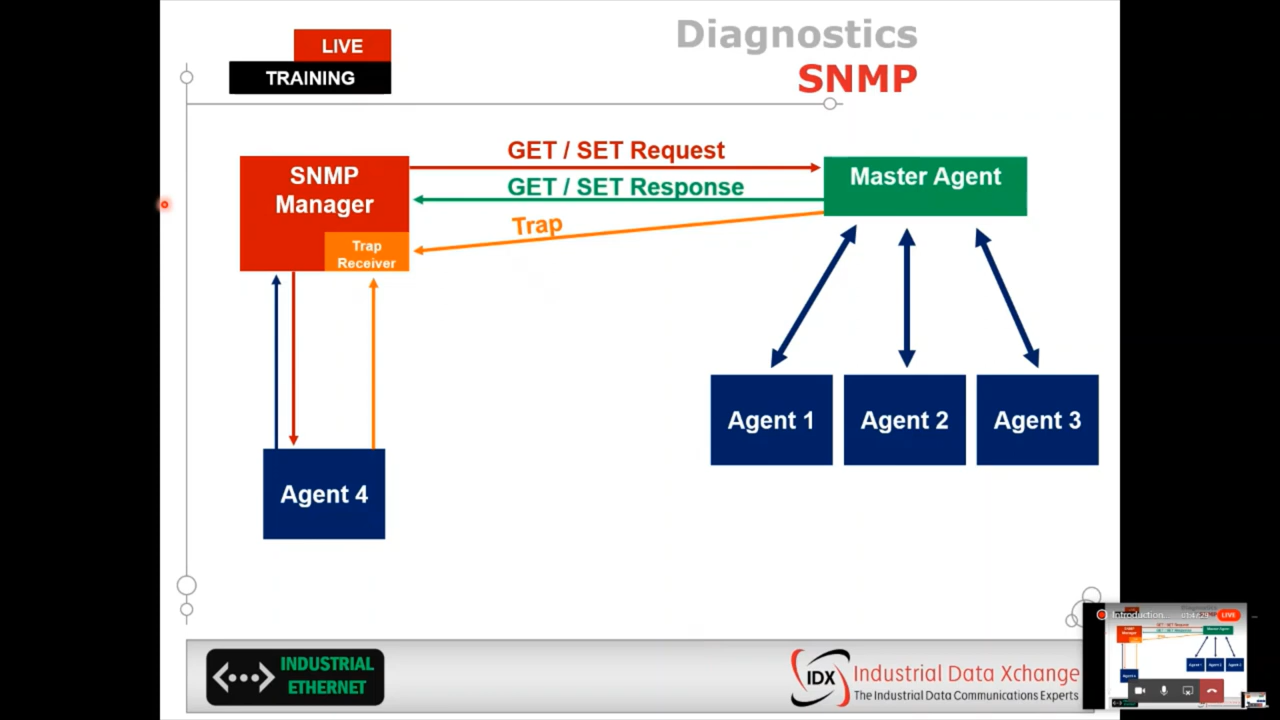 LIVE
TRAINING
Diagnostics
SNMP
SNMP
Manager
Trap
Receiver
GET / SET Request
GET / SET Response
Trap
Master Agent
Agent 1
Agent 2
Agent 3
Agent 4
INDUSTRIAL
ETHERNET
IDX
Industrial Data Xchange
The Industrial Data Communications Experts
Introduction...
LIVE